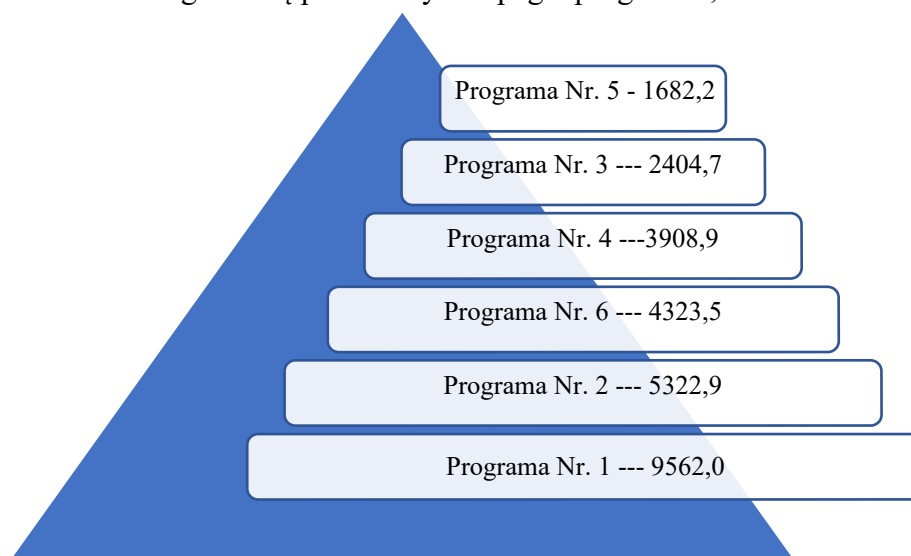 Programa Nr. 5 - 1682,2
Programa Nr. 3 --- 2404,7
Programa Nr. 4 ---3908,9
Programa Nr. 6 --- 4323,5
Programa Nr. 2 --- 5322,9
Programa Nr. 1 --- 9562,0